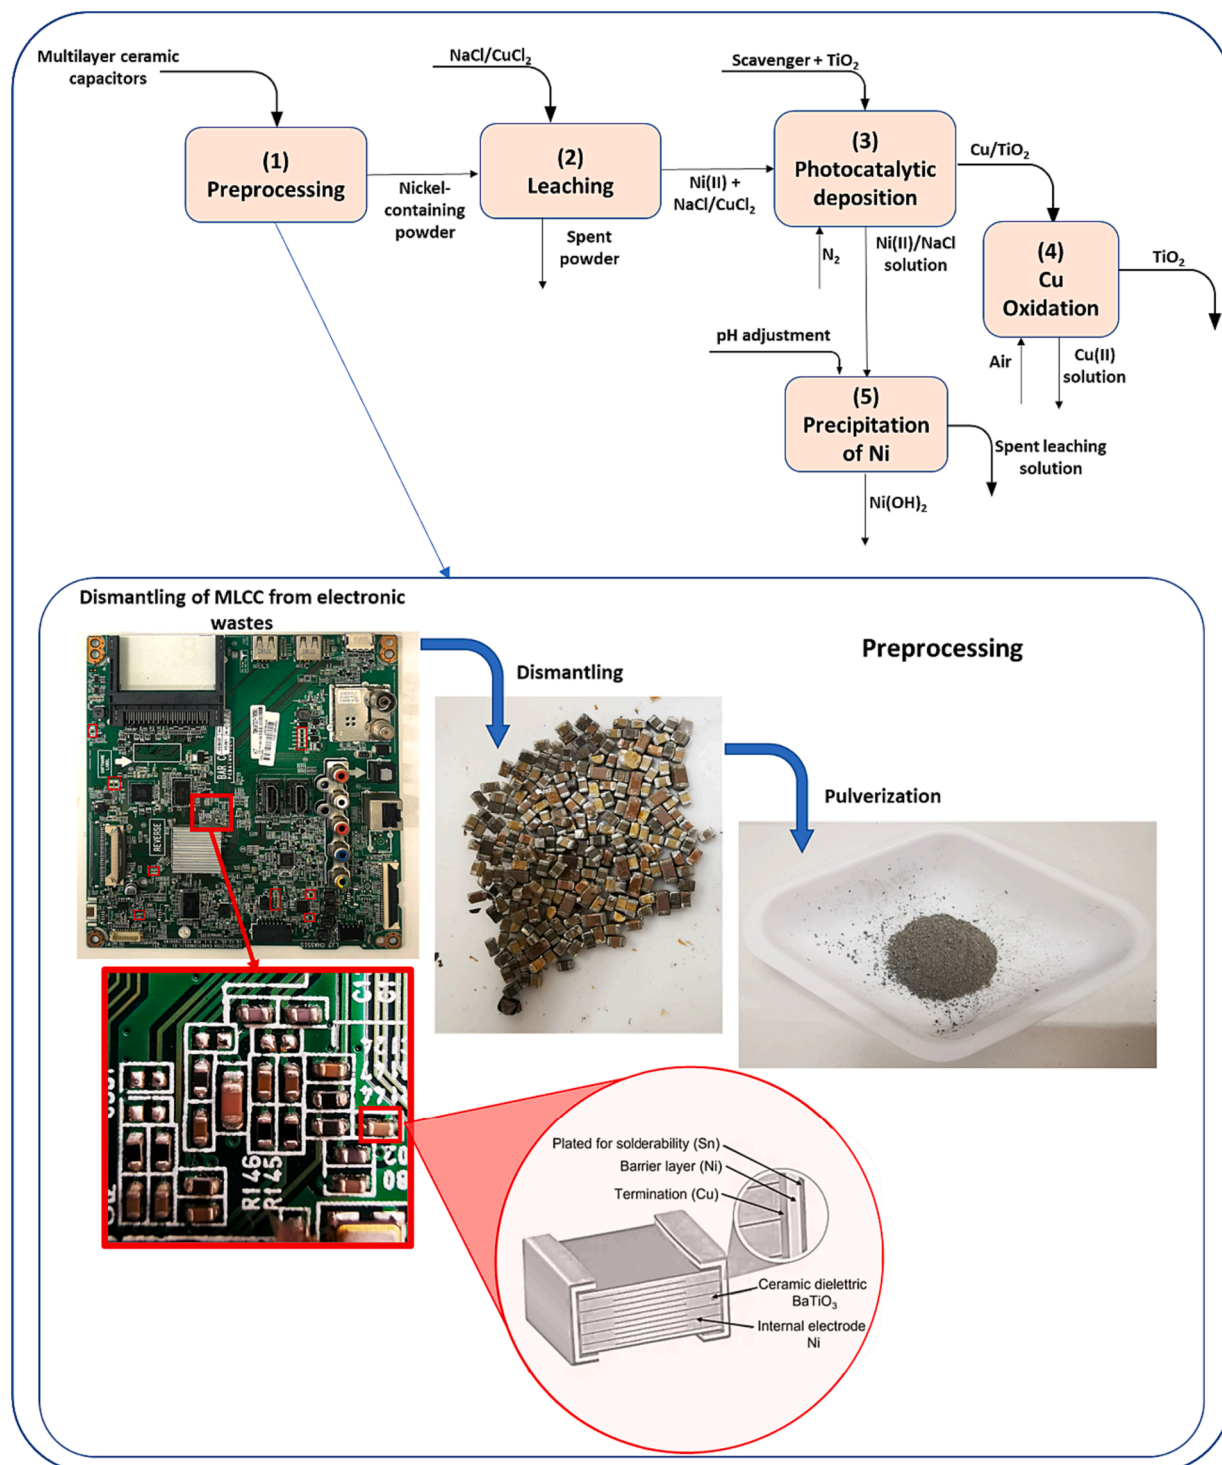 Multilayer ceramic
capacitors
NaCl/CuCl₂
Scavenger + TiO₂
(1)
Preprocessing
Nickel-
containing
powder
(2)
Leaching
Spent
powder
Ni(II) +
NaCl/CuCl₂
(3)
Photocatalytic
deposition
Cu/TiO₂
N₂
Ni(II)/NaCl
solution
(4)
Cu
Oxidation
TiO₂
Air
Cu(II)
solution
pH adjustment
(5)
Precipitation
of Ni
Spent leaching
solution
Ni(OH)₂
Dismantling of MLCC from electronic
wastes
Preprocessing
Dismantling
Pulverization
BAR C
REVERSE
R146
R145
C1
Plated for solderability (Sn)
Barrier layer (Ni)
Termination (Cu)
Ceramic dielettric
BaTiO₃
Internal electrode
Ni